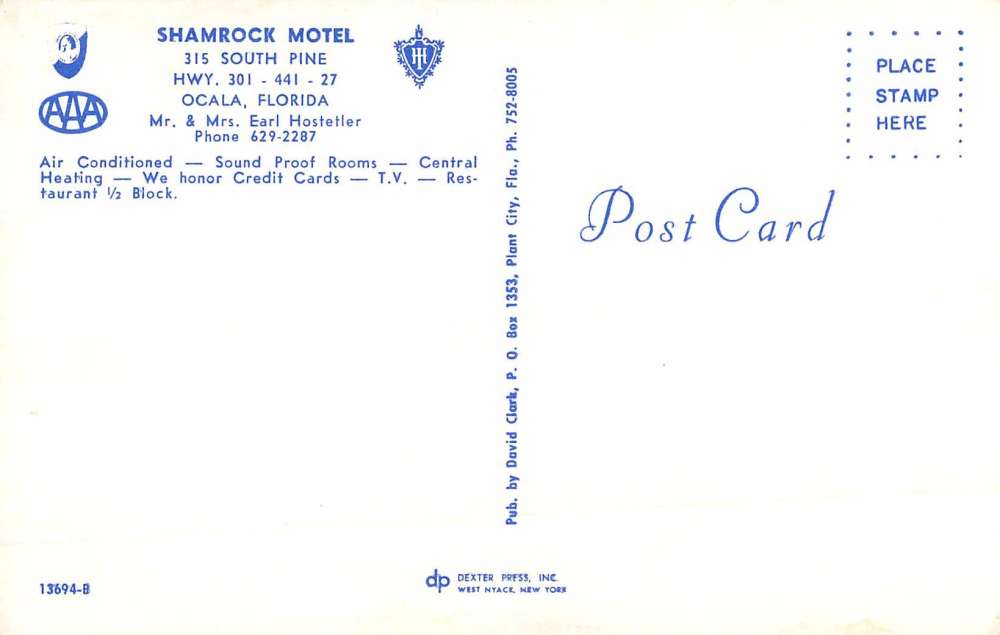 SHAMROCK MOTEL
315 SOUTH PINE
HWY. 301 - 441 - 27
OCALA, FLORIDA
Mr. & Mrs. Earl Hostetler
Phone 629-2287
AAA
Air Conditioned — Sound Proof Rooms — Central
Heating — We honor Credit Cards — T.V. — Res-
taurant ½ Block.
Pub. by David Clark, P. O. Box 1353, Plant City, Fla., Ph. 752-8005
PLACE
STAMP
HERE
Post Card
13694-B
dp DEXTER PRESS, INC.
WEST NYACK, NEW YORK